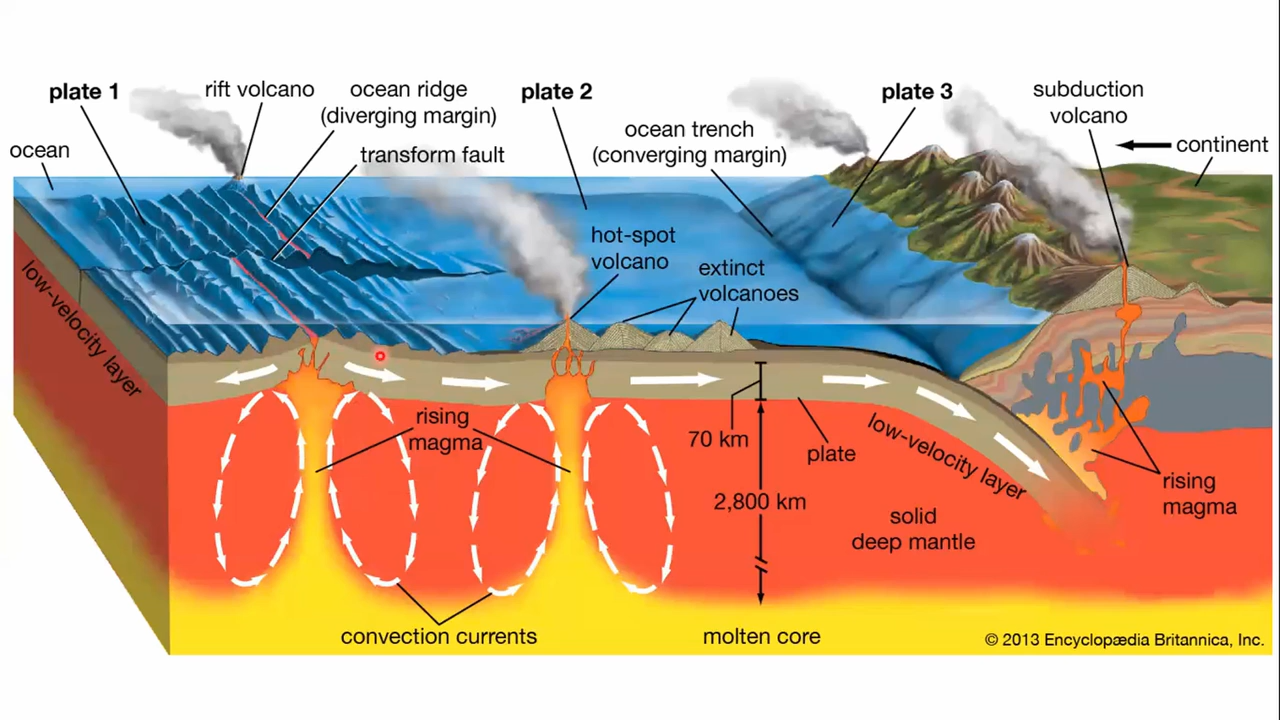 plate 1
rift volcano
ocean ridge
(diverging margin)
plate 2
plate 3
subduction
volcano
ocean
transform fault
ocean trench
(converging margin)
continent
hot-spot
volcano
extinct
volcanoes
low-velocity layer
rising
magma
70 km
plate
low-velocity layer
2,800 km
solid
deep mantle
rising
magma
convection currents
molten core
© 2013 Encyclopædia Britannica, Inc.